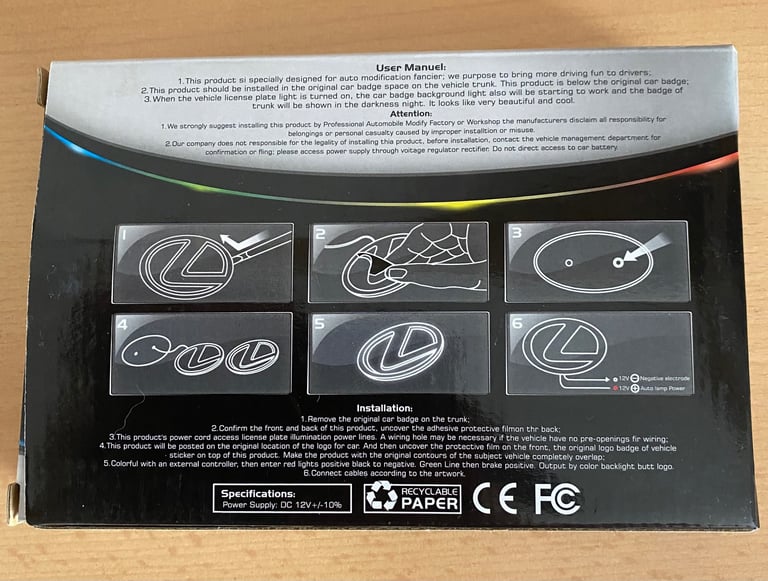 User Manuel:
1.This product si specially designed for auto modification fancier; we purpose to bring more driving fun to drivers;
2.This product should be installed in the original car badge space on the vehicle trunk. This product is below the original car badge;
3.When the vehicle license plate light is turned on, the car badge background light also will be starting to work and the badge of
trunk will be shown in the darkness night. It looks like very beautiful and cool.
Attention:
1.We strongly suggest installing this product by Professional Automobile Modify Factory or Workshop the manufacturers disclaim all responsibility for
belongings or personal casualty caused by improper installtion or misuse.
2.Our company does not responsible for the legality of installing this product, before installation, contact the vehicle management department for
confirmation or fling; please access power supply through voltage regulator rectifier. Do not direct access to car battery.
1
2
3
4
5
6
12V ⊖ Negative electrode
12V ⊕ Auto lamp Power
Installation:
1.Remove the original car badge on the trunk;
2.Confirm the front and back of this product, uncover the adhesive protective filmon thr back;
3.This product's power cord access license plate illumination power lines. A wiring hole may be necessary if the vehicle have no pre-openings fir wiring;
4.This product will be posted on the original location of the logo for car. And then uncover the protective film on the front, the original logo badge of vehicle
sticker on top of this product. Make the product with the original contours of the subject vehicle completely overlap;
5.Colorful with an external controller, then enter red lights positive black to negative. Green Line then brake positive. Output by color backlight butt logo.
6.Connect cables according to the artwork.
Specifications:
Power Supply: DC 12V+/-10%
RECYCLABLE
PAPER
CE FC